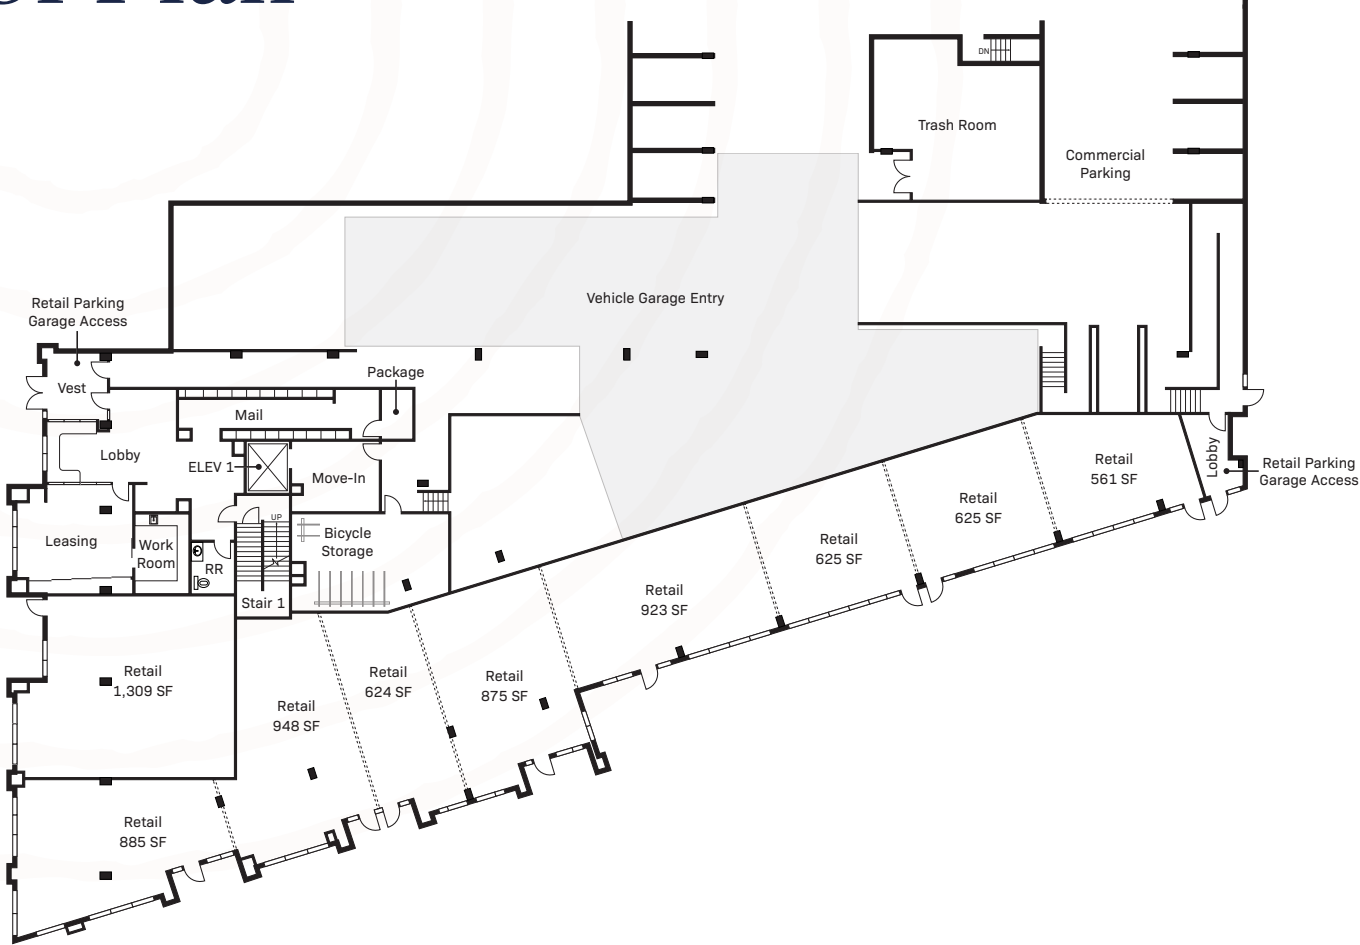 DN
Trash Room
Commercial
Parking
Vehicle Garage Entry
Retail Parking
Garage Access
Vest
Package
Mail
Lobby
ELEV 1
Move-In
Leasing
Work
Room
RR
UP
Stair 1
Bicycle
Storage
Retail
561 SF
Lobby
Retail Parking
Garage Access
Retail
625 SF
Retail
625 SF
Retail
923 SF
Retail
875 SF
Retail
624 SF
Retail
948 SF
Retail
1,309 SF
Retail
885 SF